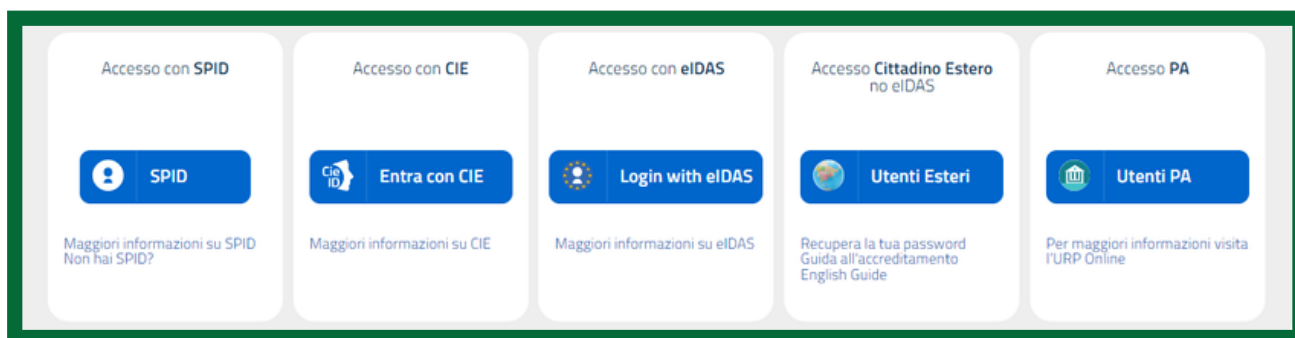 Accesso con SPID
SPID
Maggiori informazioni su SPID
Non hai SPID?
Accesso con CIE
Cie
ID
Entra con CIE
Maggiori informazioni su CIE
Accesso con eIDAS
Login with eIDAS
Maggiori informazioni su eIDAS
Accesso Cittadino Estero
no eIDAS
Utenti Esteri
Recupera la tua password
Guida all'accreditamento
English Guide
Accesso PA
Utenti PA
Per maggiori informazioni visita
l'URP Online